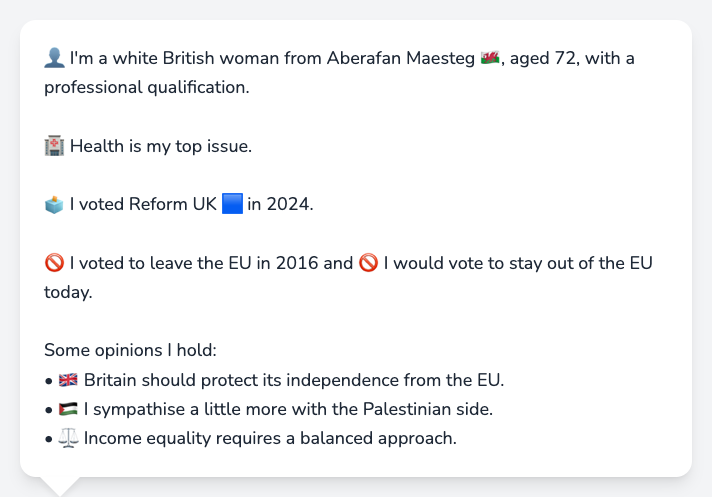 👤 I'm a white British woman from Aberafan Maesteg 🏴󠁧󠁢󠁷󠁬󠁳󠁿, aged 72, with a
professional qualification.
🏥 Health is my top issue.
🗳️ I voted Reform UK 🟦 in 2024.
🚫 I voted to leave the EU in 2016 and 🚫 I would vote to stay out of the EU
today.
Some opinions I hold:
• 🇬🇧 Britain should protect its independence from the EU.
• 🇵🇸 I sympathise a little more with the Palestinian side.
• ⚖️ Income equality requires a balanced approach.